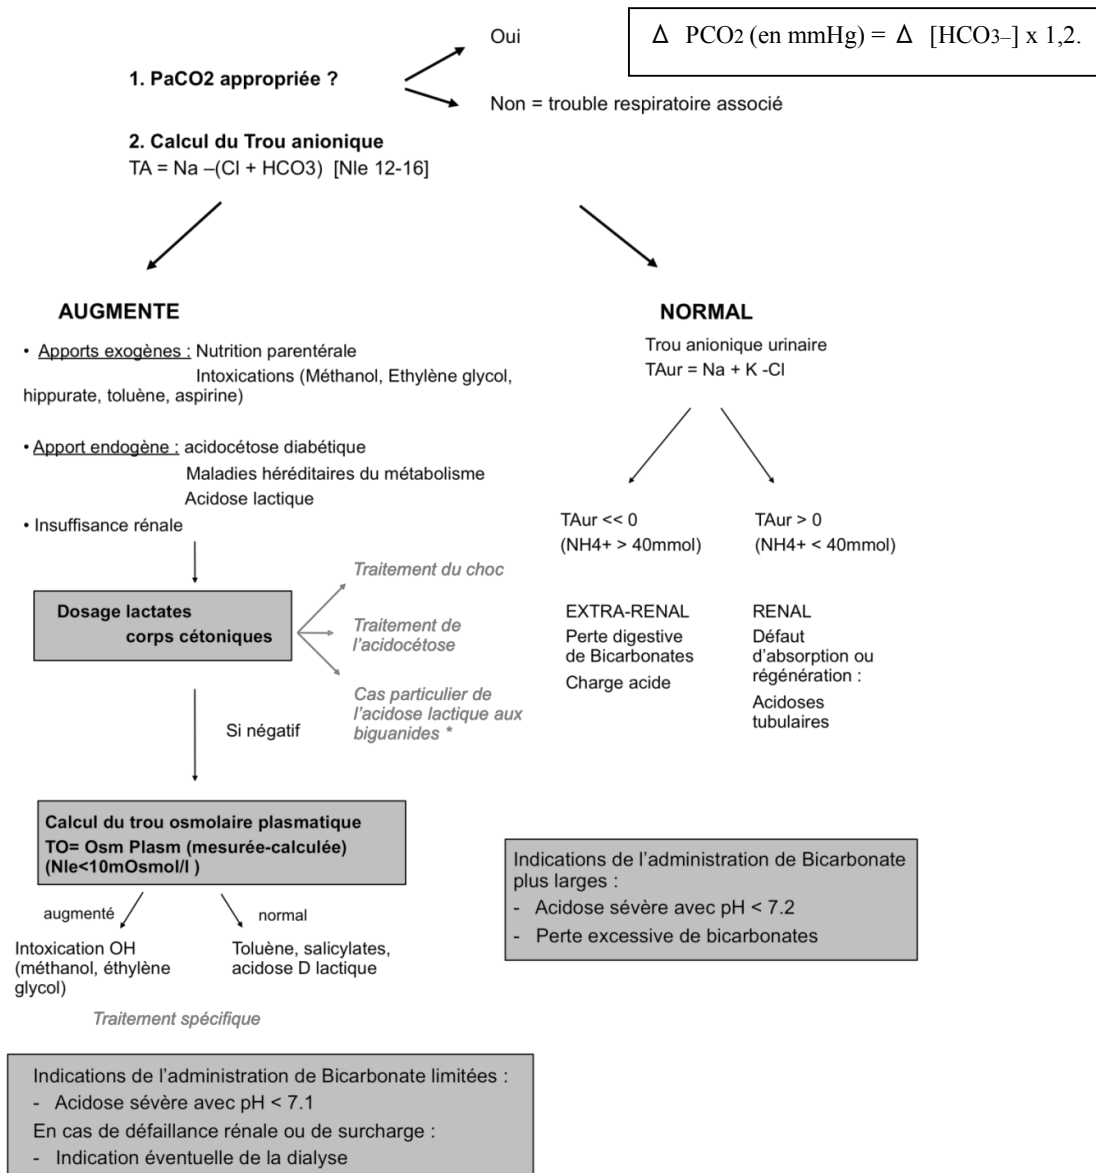 Δ PCO2 (en mmHg) = Δ [HCO3–] x 1,2.
Oui
1. PaCO2 appropriée ?
Non = trouble respiratoire associé
2. Calcul du Trou anionique
TA = Na –(Cl + HCO3) [Nle 12-16]
AUGMENTE
• Apports exogènes : Nutrition parentérale
Intoxications (Méthanol, Ethylène glycol,
hippurate, toluène, aspirine)
• Apport endogène : acidocétose diabétique
Maladies héréditaires du métabolisme
Acidose lactique
• Insuffisance rénale
Dosage lactates
corps cétoniques
Traitement du choc
Traitement de
l'acidocétose
Cas particulier de
l'acidose lactique aux
biguanides *
Si négatif
Calcul du trou osmolaire plasmatique
TO= Osm Plasm (mesurée-calculée)
(Nle<10mOsmol/l )
augmenté
normal
Intoxication OH
(méthanol, éthylène
glycol)
Toluène, salicylates,
acidose D lactique
Traitement spécifique
Indications de l'administration de Bicarbonate limitées :
- Acidose sévère avec pH < 7.1
En cas de défaillance rénale ou de surcharge :
- Indication éventuelle de la dialyse
NORMAL
Trou anionique urinaire
TAur = Na + K -Cl
TAur << 0
(NH4+ > 40mmol)
TAur > 0
(NH4+ < 40mmol)
EXTRA-RENAL
Perte digestive
de Bicarbonates
Charge acide
RENAL
Défaut
d'absorption ou
régénération :
Acidoses
tubulaires
Indications de l'administration de Bicarbonate
plus larges :
- Acidose sévère avec pH < 7.2
- Perte excessive de bicarbonates